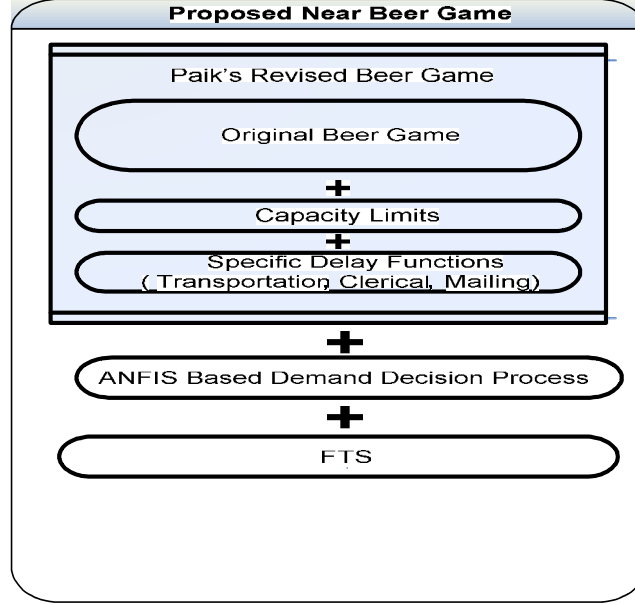 Proposed Near Beer Game
Paik's Revised Beer Game
Original Beer Game
+
Capacity Limits
+
Specific Delay Functions
( Transportation, Clerical, Mailing)
+
ANFIS Based Demand Decision Process
+
FTS